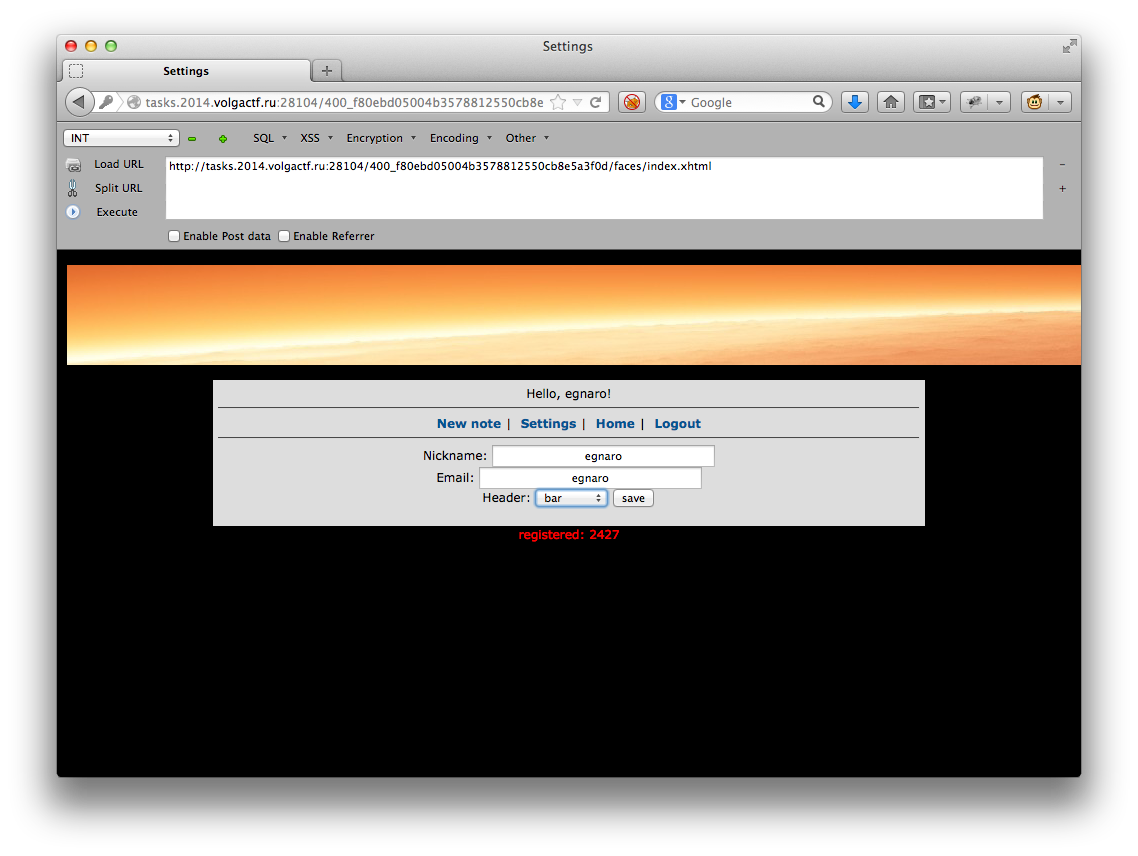 Settings
Settings
tasks.2014.volgactf.ru:28104/400_f80ebd05004b3578812550cb8e
8 Google
INT SQL XSS Encryption Encoding Other
Load URL
http://tasks.2014.volgactf.ru:28104/400_f80ebd05004b3578812550cb8e5a3f0d/faces/index.xhtml
Split URL
Execute
Enable Post data Enable Referrer
Hello, egnaro!
New note | Settings | Home | Logout
Nickname: egnaro
Email: egnaro
Header: bar save
registered: 2427